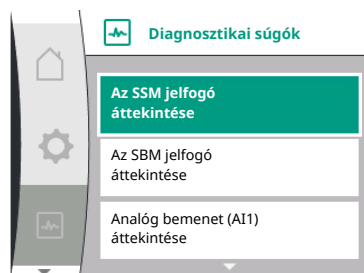 Diagnosztikai súgók
Az SSM jelfogó
áttekintése
Az SBM jelfogó
áttekintése
Analóg bemenet (AI1)
áttekintése